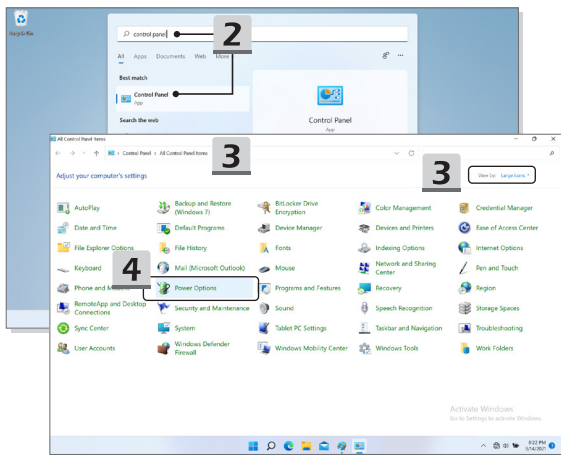 Recycle Bin
control panel
2
All Apps Documents Web More
Best match
Control Panel
App
Search the web
Control Panel
App
All Control Panel Items
Control Panel > All Control Panel Items
3
3
View by: Large icons
Adjust your computer's settings
AutoPlay
Backup and Restore
(Windows 7)
BitLocker Drive
Encryption
Color Management
Credential Manager
Date and Time
Default Programs
Device Manager
Devices and Printers
Ease of Access Center
File Explorer Options
File History
Fonts
Indexing Options
Internet Options
Keyboard
4
Mail (Microsoft Outlook)
Mouse
Network and Sharing
Center
Pen and Touch
Phone and
Power Options
Programs and Features
Recovery
Region
RemoteApp and Desktop
Connections
Security and Maintenance
Sound
Speech Recognition
Storage Spaces
Sync Center
System
Tablet PC Settings
Taskbar and Navigation
Troubleshooting
User Accounts
Windows Defender
Firewall
Windows Mobility Center
Windows Tools
Work Folders
Activate Windows
Go to Settings to activate Windows.
8:22 PM
9/14/2021